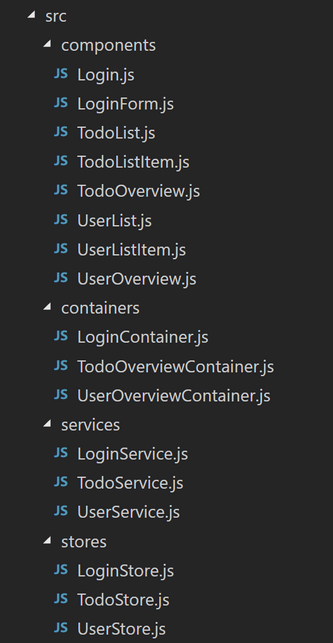 src
components
JS Login.js
JS LoginForm.js
JS TodoList.js
JS TodoListItem.js
JS TodoOverview.js
JS UserList.js
JS UserListItem.js
JS UserOverview.js
containers
JS LoginContainer.js
JS TodoOverviewContainer.js
JS UserOverviewContainer.js
services
JS LoginService.js
JS TodoService.js
JS UserService.js
stores
JS LoginStore.js
JS TodoStore.js
JS UserStore.js